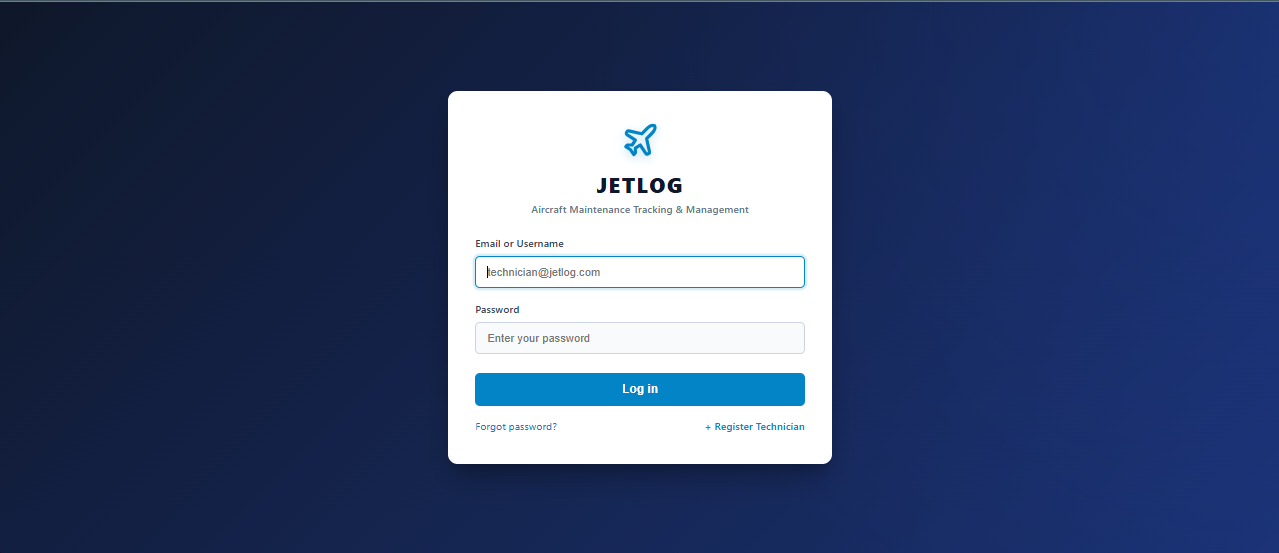 JETLOG
Aircraft Maintenance Tracking & Management
Email or Username
technician@jetlog.com
Password
Enter your password
Log in
Forgot password?
+ Register Technician